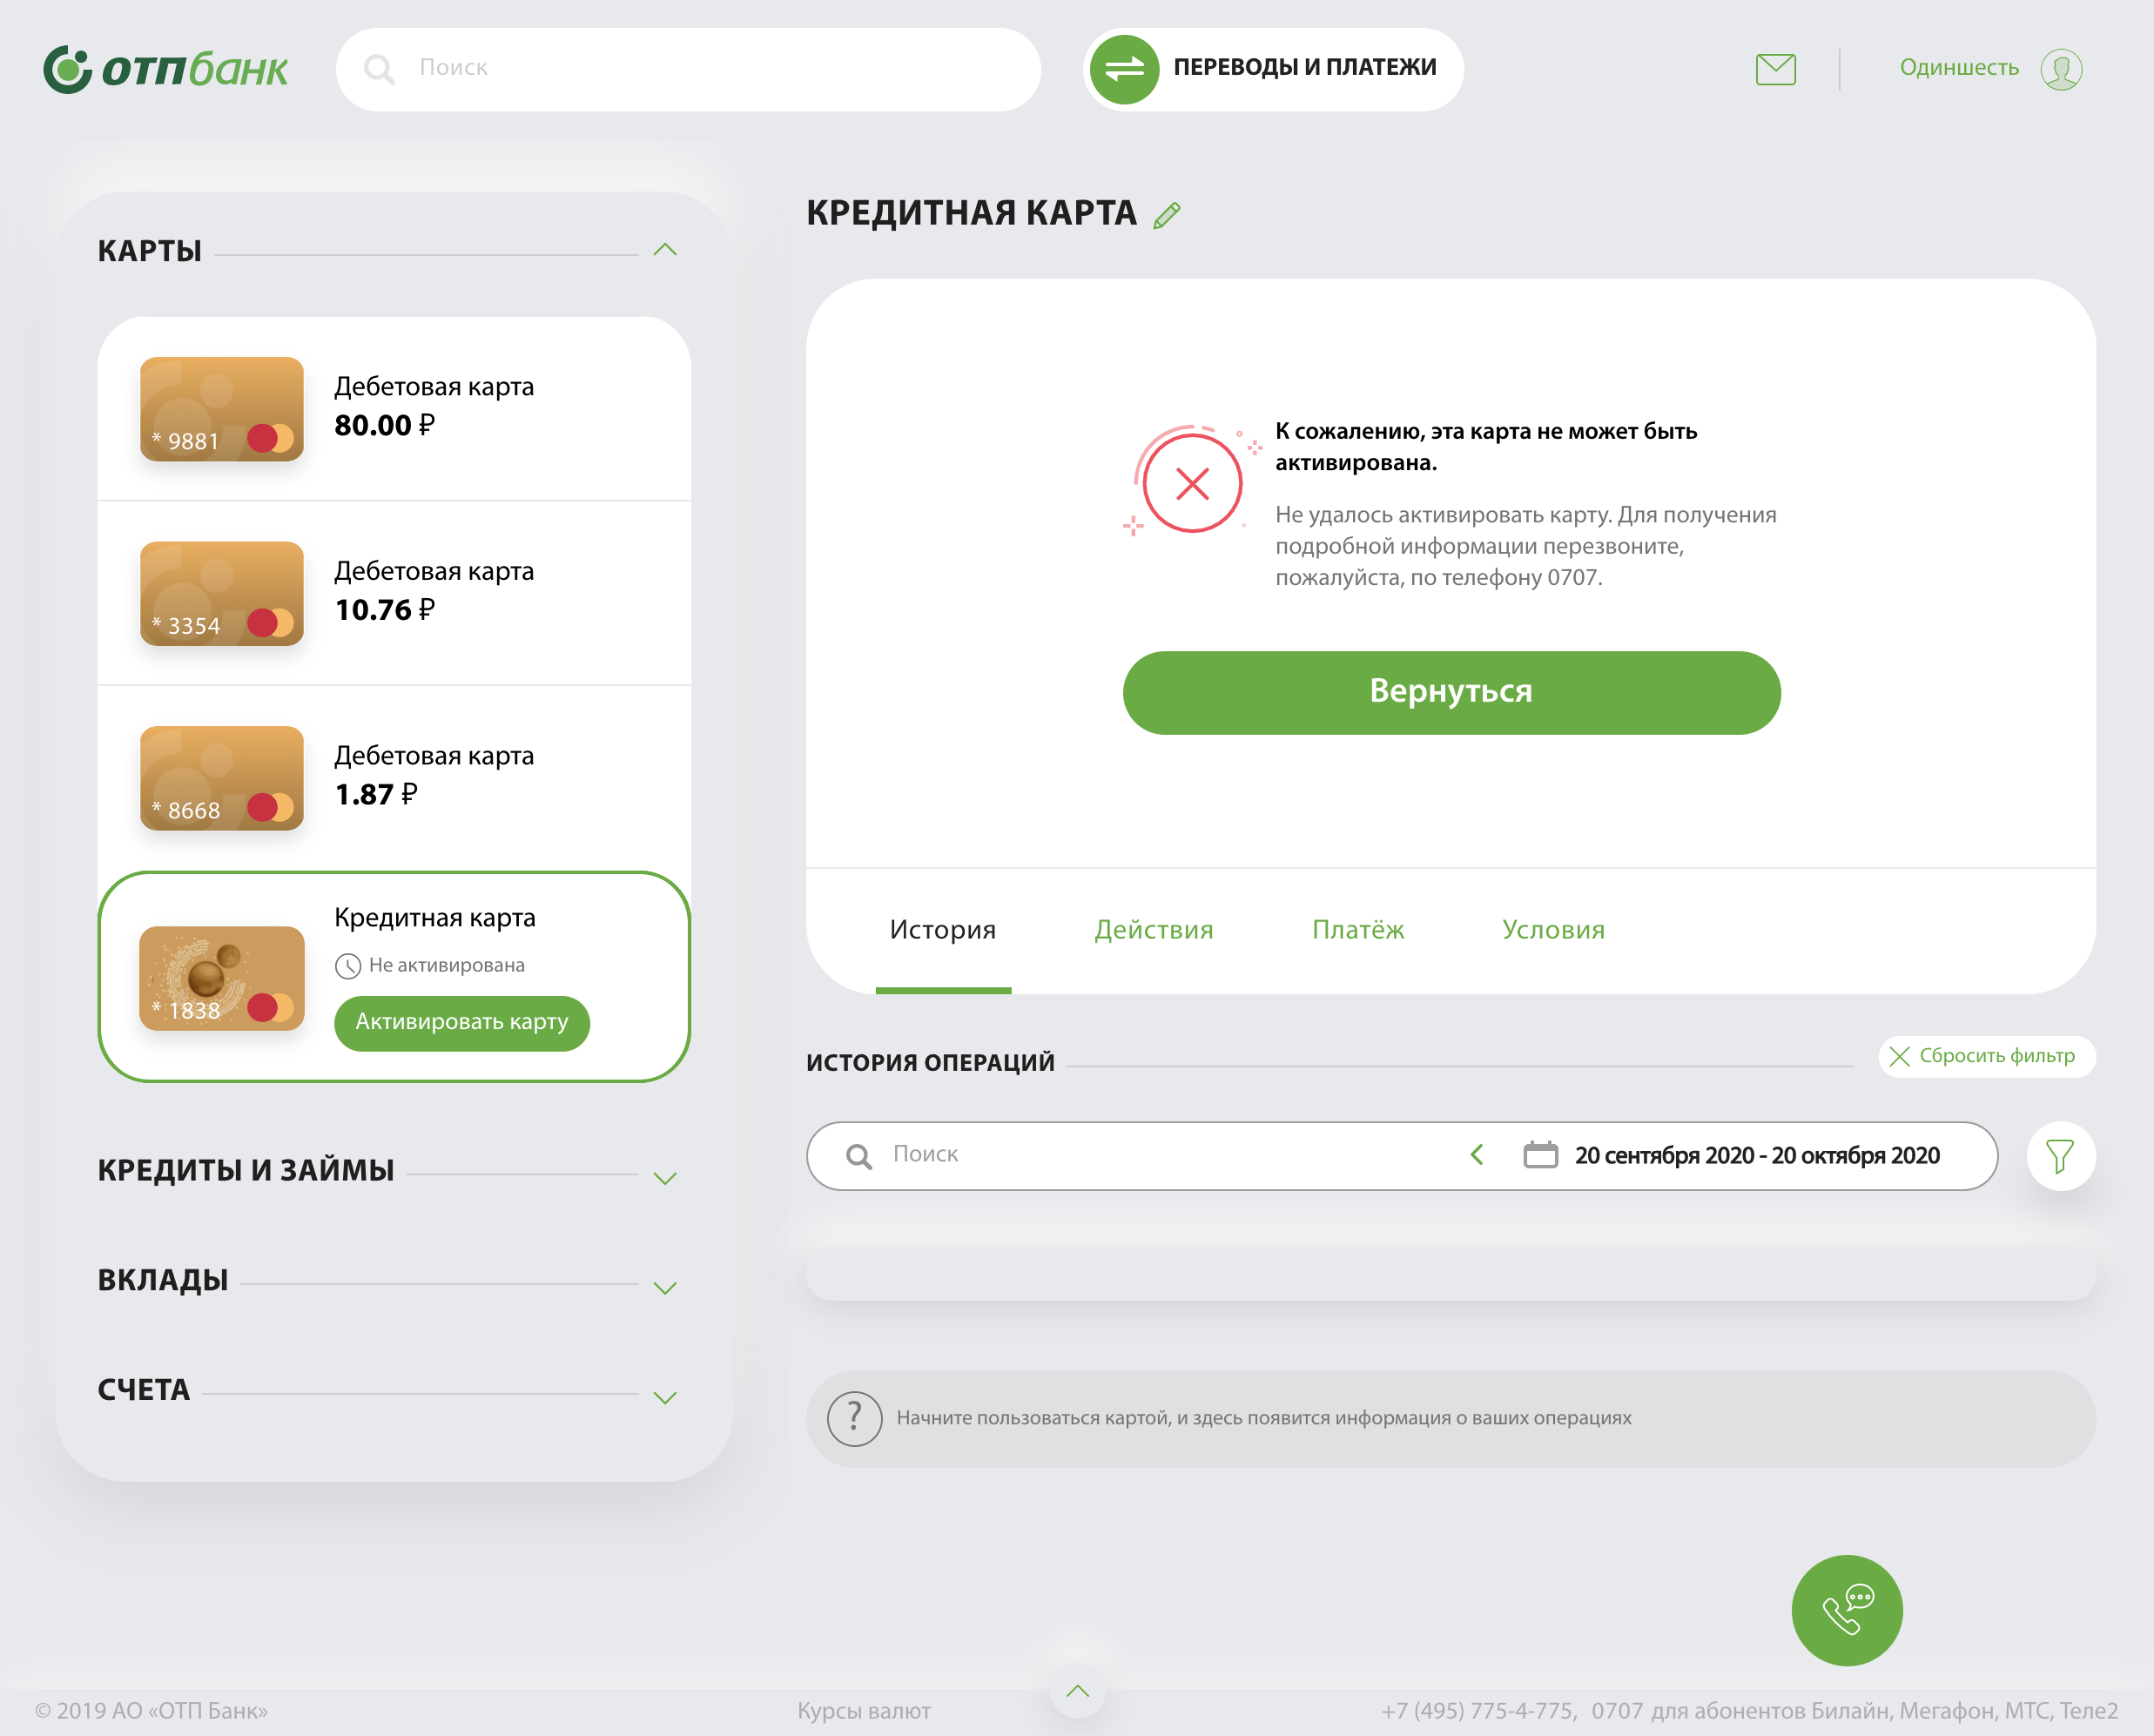 отпбанк
Поиск
ПЕРЕВОДЫ И ПЛАТЕЖИ
Одиншесть
КАРТЫ
* 9881
Дебетовая карта
80.00 ₽
* 3354
Дебетовая карта
10.76 ₽
* 8668
Дебетовая карта
1.87 ₽
* 1838
Кредитная карта
Не активирована
Активировать карту
КРЕДИТЫ И ЗАЙМЫ
ВКЛАДЫ
СЧЕТА
КРЕДИТНАЯ КАРТА
К сожалению, эта карта не может быть
активирована.
Не удалось активировать карту. Для получения
подробной информации перезвоните,
пожалуйста, по телефону 0707.
Вернуться
История
Действия
Платёж
Условия
ИСТОРИЯ ОПЕРАЦИЙ
Сбросить фильтр
Поиск
20 сентября 2020 - 20 октября 2020
?
Начните пользоваться картой, и здесь появится информация о ваших операциях
© 2019 АО «ОТП Банк»
Курсы валют
+7 (495) 775-4-775, 0707 для абонентов Билайн, Мегафон, МТС, Теле2